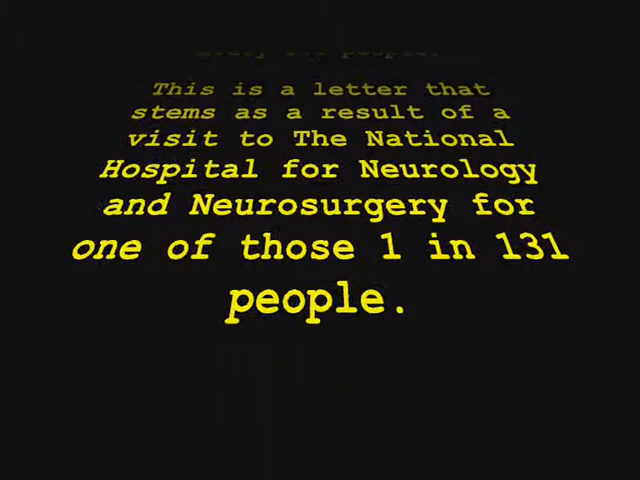 This is a letter that
stems as a result of a
visit to The National
Hospital for Neurology
and Neurosurgery for
one of those 1 in 131
people.